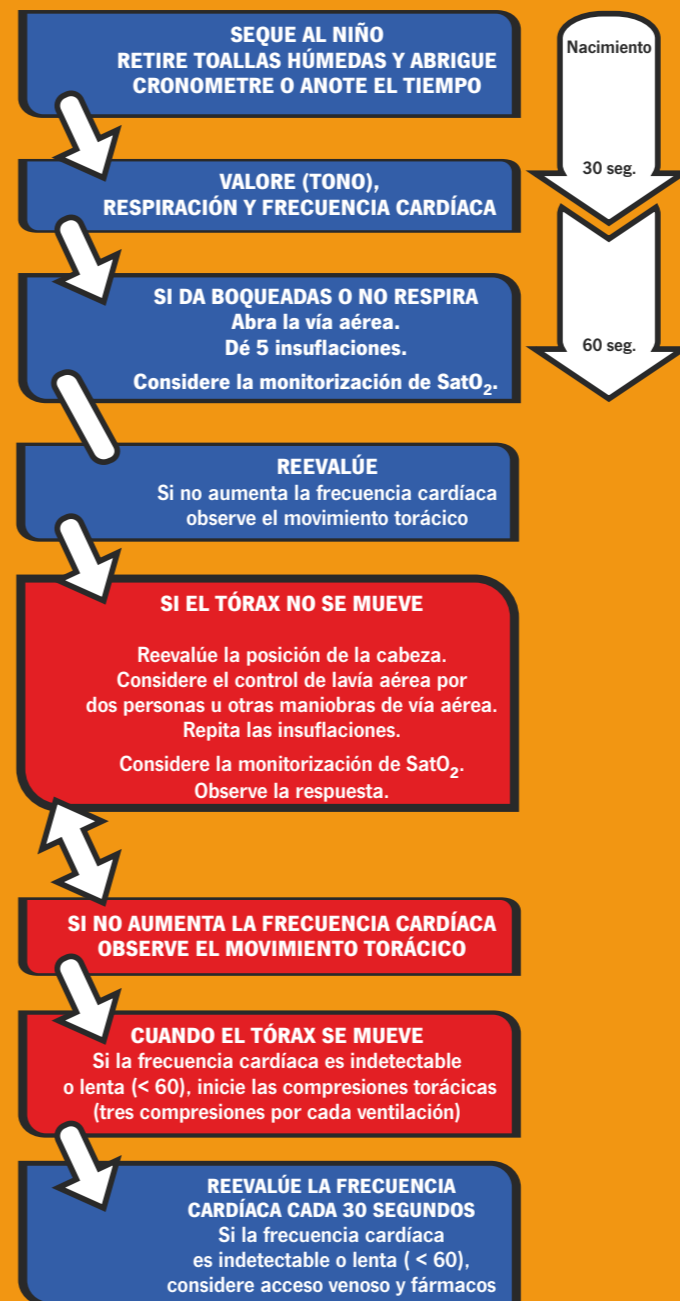 SEQUE AL NIÑO
RETIRE TOALLAS HÚMEDAS Y ABRIGUE
CRONOMETRE O ANOTE EL TIEMPO
Nacimiento
30 seg.
VALORE (TONO),
RESPIRACIÓN Y FRECUENCIA CARDÍACA
SI DA BOQUEADAS O NO RESPIRA
Abra la vía aérea.
Dé 5 insuflaciones.
Considere la monitorización de SatO₂.
60 seg.
REEVALÚE
Si no aumenta la frecuencia cardíaca
observe el movimiento torácico
SI EL TÓRAX NO SE MUEVE
Reevalúe la posición de la cabeza.
Considere el control de lavía aérea por
dos personas u otras maniobras de vía aérea.
Repita las insuflaciones.
Considere la monitorización de SatO₂.
Observe la respuesta.
SI NO AUMENTA LA FRECUENCIA CARDÍACA
OBSERVE EL MOVIMIENTO TORÁCICO
CUANDO EL TÓRAX SE MUEVE
Si la frecuencia cardíaca es indetectable
o lenta (< 60), inicie las compresiones torácicas
(tres compresiones por cada ventilación)
REEVALÚE LA FRECUENCIA
CARDÍACA CADA 30 SEGUNDOS
Si la frecuencia cardíaca
es indetectable o lenta ( < 60),
considere acceso venoso y fármacos